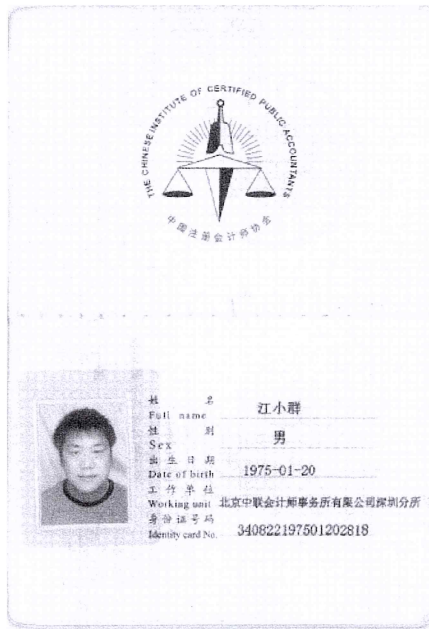 THE CHINESE INSTITUTE OF CERTIFIED PUBLIC ACCOUNTANTS
中国注册会计师协会
姓 名
Full name 江小群
性 别
Sex 男
出生日期
Date of birth 1975-01-20
工作单位
Working unit 北京中联会计师事务所有限公司深圳分所
身份证号码
Identity card No. 340822197501202818